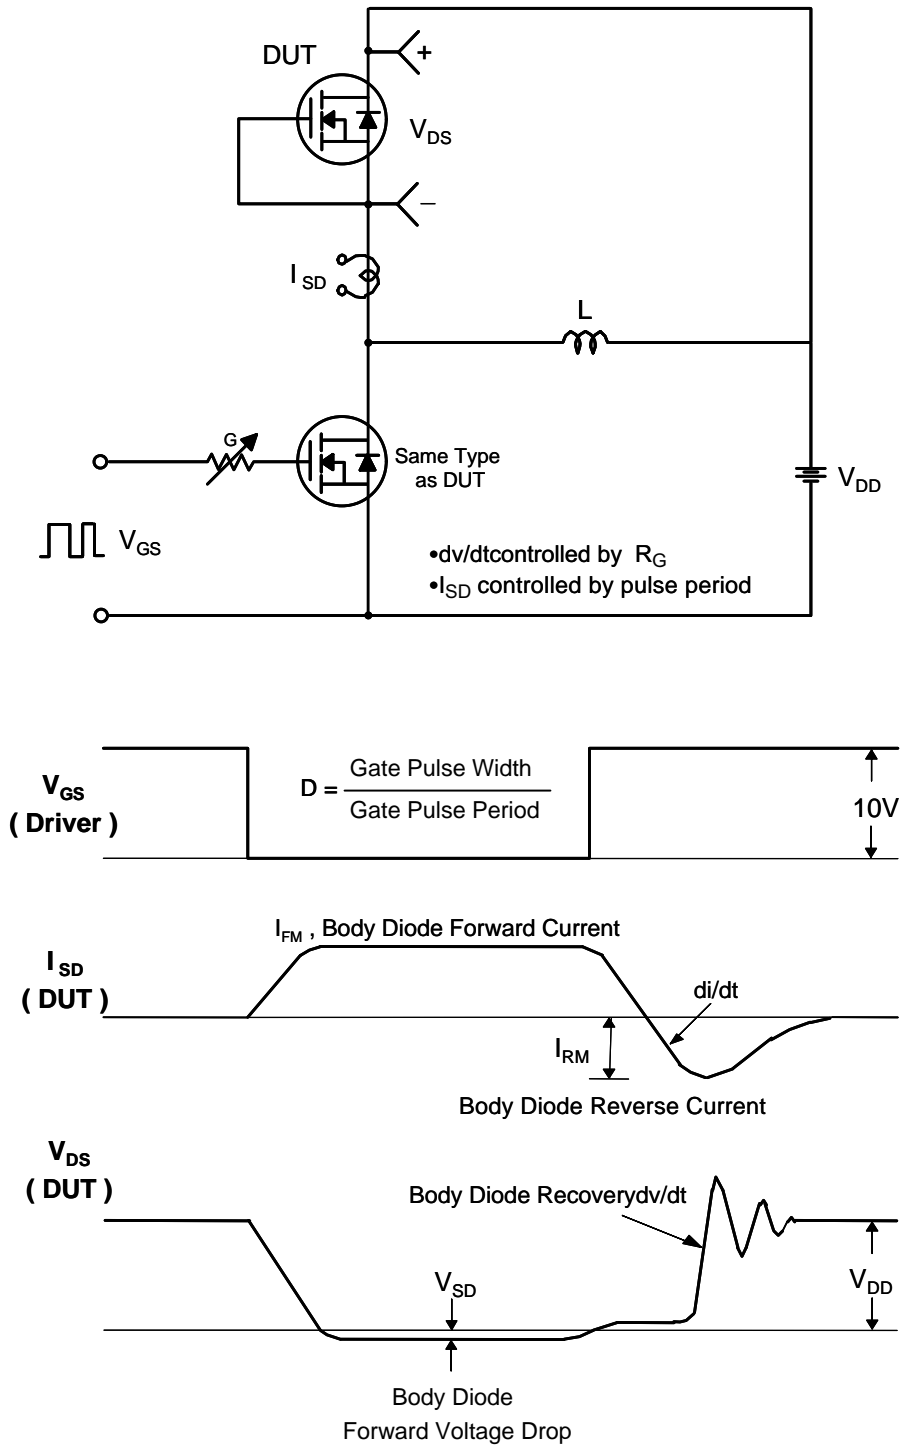 DUT
+
V_DS
−
I_SD
L
G
Same Type
as DUT
V_DD
V_GS
•dv/dtcontrolled by R_G
•I_SD controlled by pulse period
V_GS
( Driver )
D = Gate Pulse Width
Gate Pulse Period
10V
I_FM , Body Diode Forward Current
I_SD
( DUT )
di/dt
I_RM
Body Diode Reverse Current
V_DS
( DUT )
Body Diode Recoverydv/dt
V_SD
V_DD
Body Diode
Forward Voltage Drop